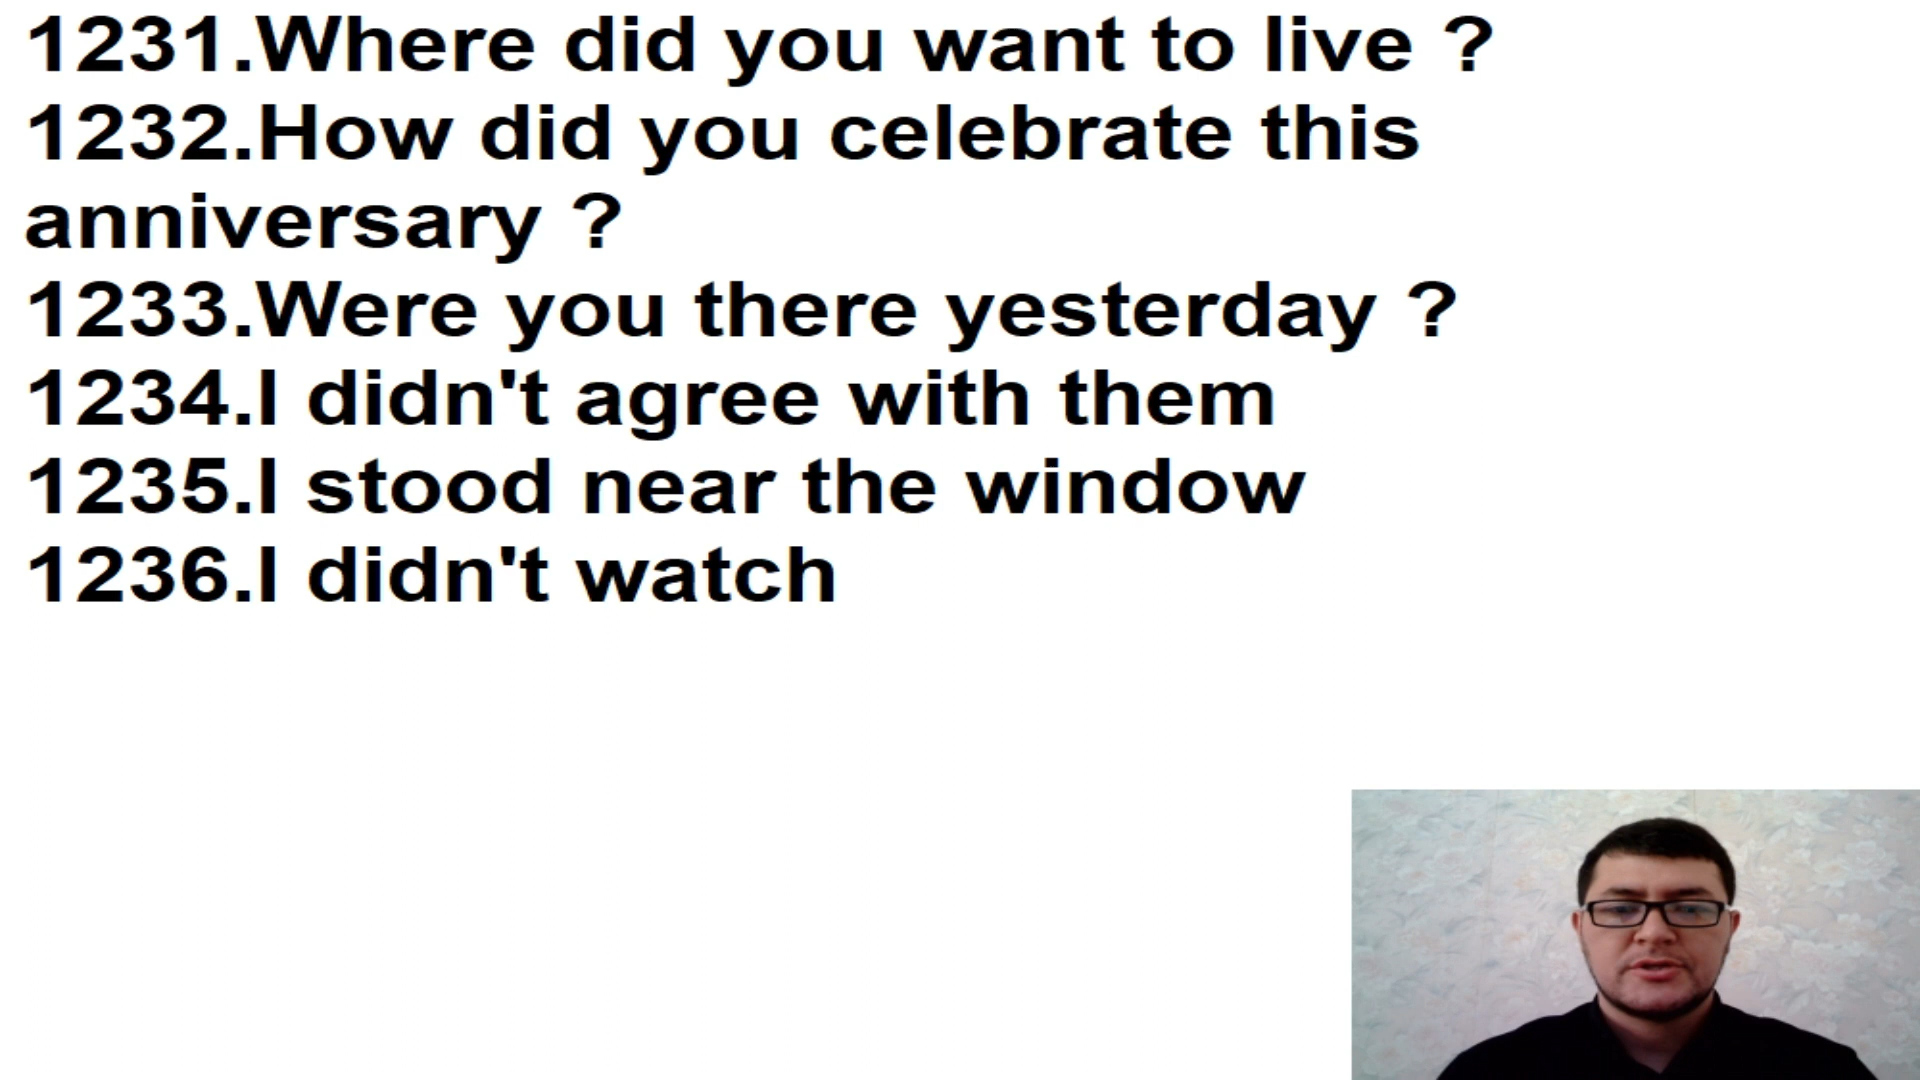 1231.Where did you want to live ?
1232.How did you celebrate this
anniversary ?
1233.Were you there yesterday ?
1234.I didn't agree with them
1235.I stood near the window
1236.I didn't watch